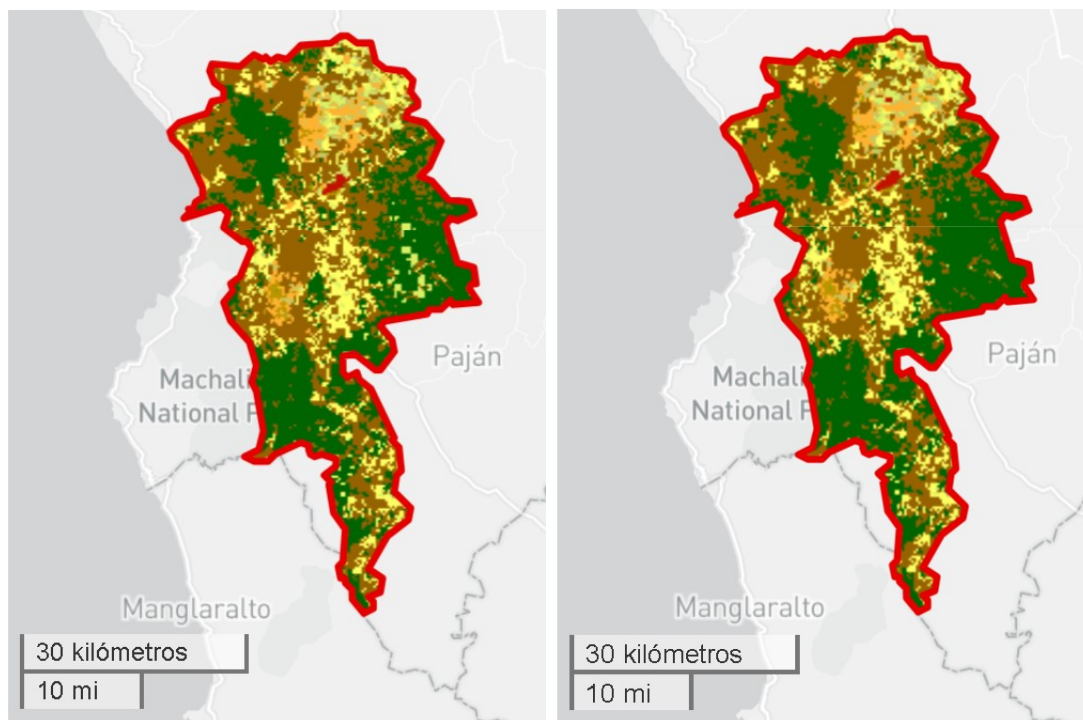 Paján
Machali
National P
Manglaralto
30 kilómetros
10 mi
Paján
Machali
National P
Manglaralto
30 kilómetros
10 mi